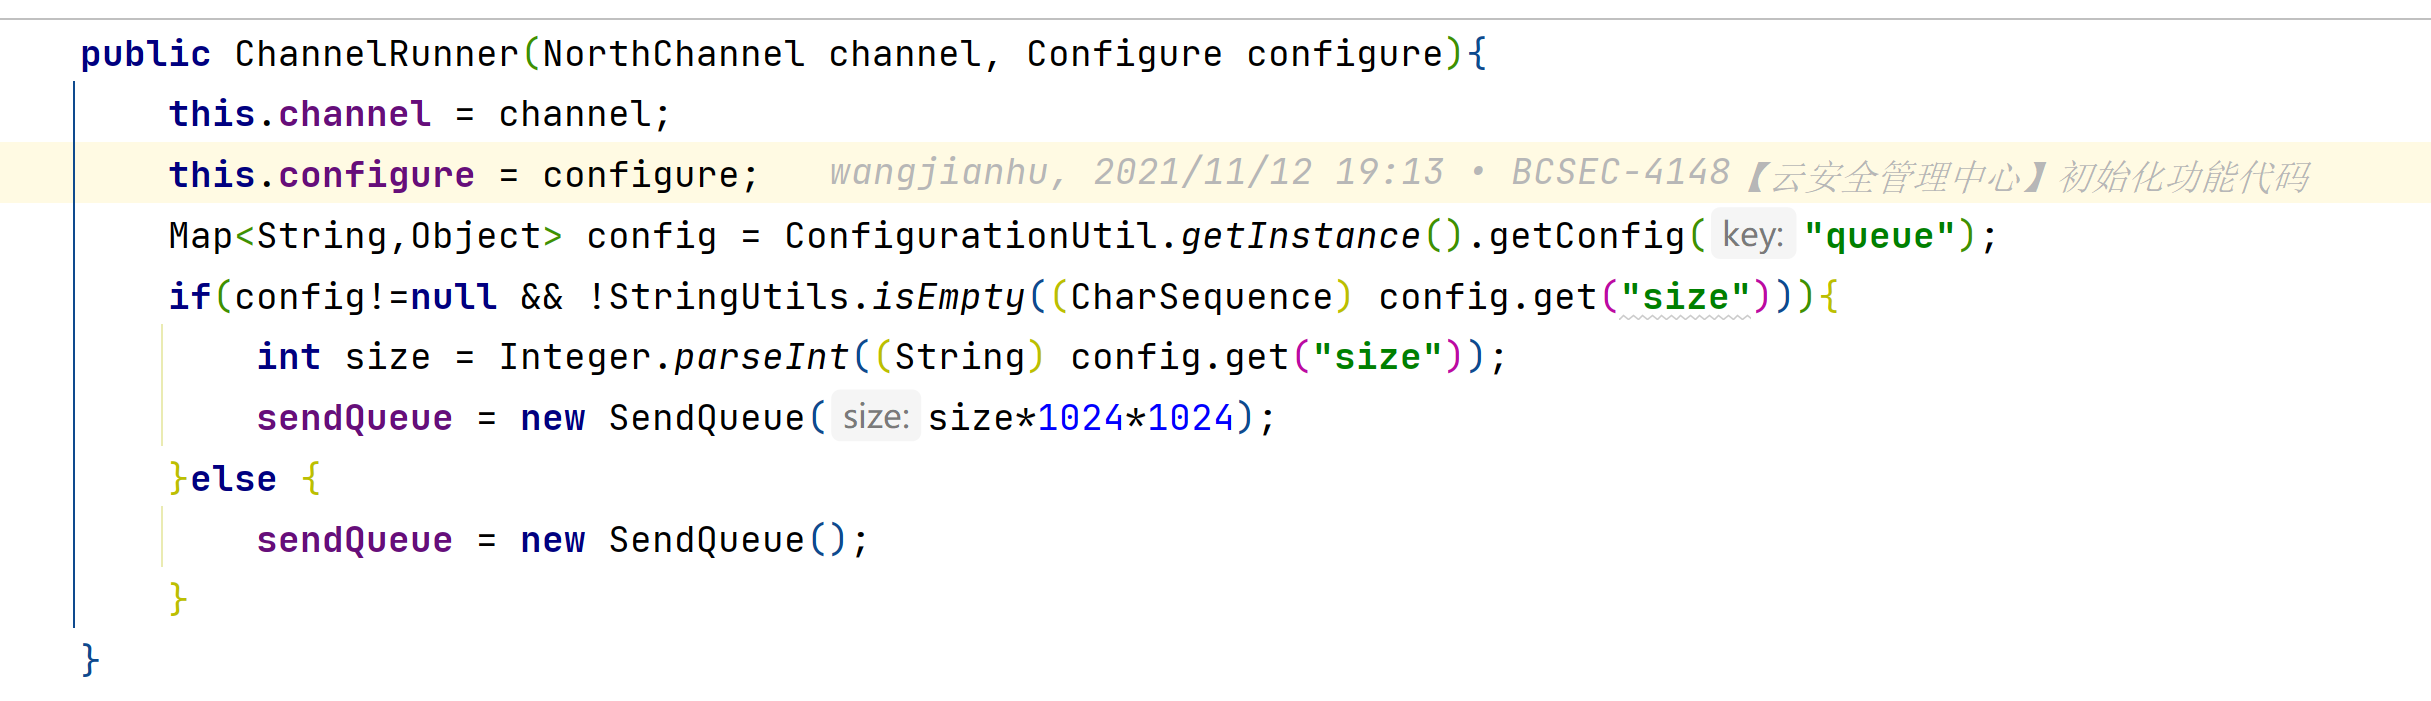 public ChannelRunner(NorthChannel channel, Configure configure){
this.channel = channel;
this.configure = configure; wangjianhu, 2021/11/12 19:13 • BCSEC-4148【云安全管理中心】初始化功能代码
Map<String,Object> config = ConfigurationUtil.getInstance().getConfig( key: "queue");
if(config!=null && !StringUtils.isEmpty((CharSequence) config.get("size"))){
int size = Integer.parseInt((String) config.get("size"));
sendQueue = new SendQueue( size: size*1024*1024);
}else {
sendQueue = new SendQueue();
}
}